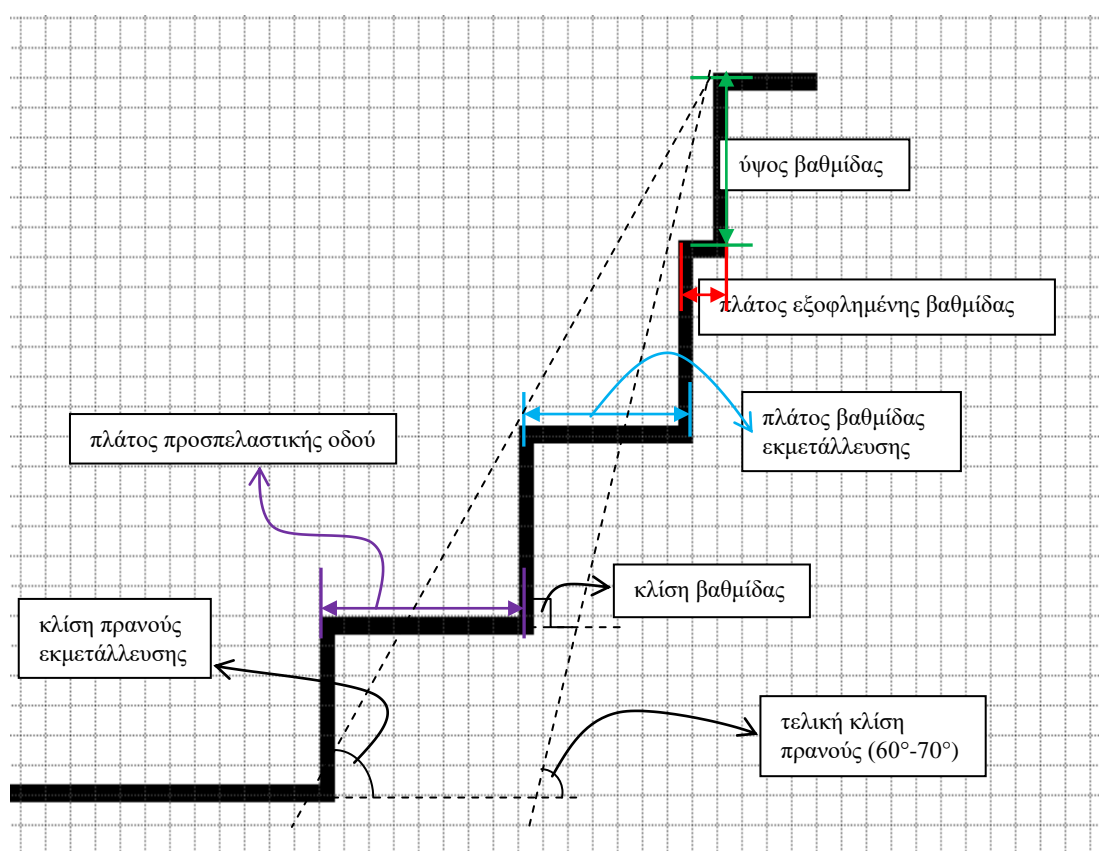 ύψος βαθμίδας
πλάτος εξοφλημένης βαθμίδας
πλάτος βαθμίδας
εκμετάλλευσης
πλάτος προσπελαστικής οδού
κλίση βαθμίδας
κλίση πρανούς
εκμετάλλευσης
τελική κλίση
πρανούς (60°-70°)